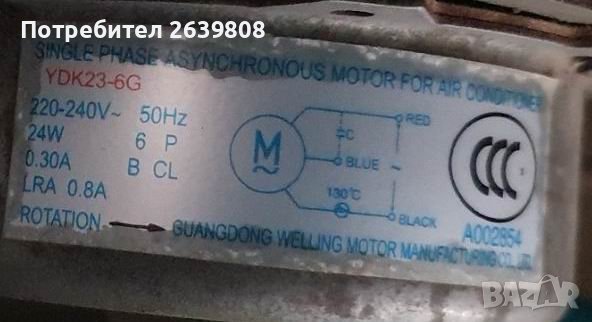 Потребител 2639808
SINGLE PHASE ASYNCHRONOUS MOTOR FOR AIR CONDITIONER
YDK23-6G
220-240V~ 50Hz
24W 6 P
0.30A B CL
LRA 0.8A
ROTATION
M
~
RED
C
BLUE
~
130°C
BLACK
CCC
A002854
GUANGDONG WELLING MOTOR MANUFACTURING CO., LTD.
BAZAR